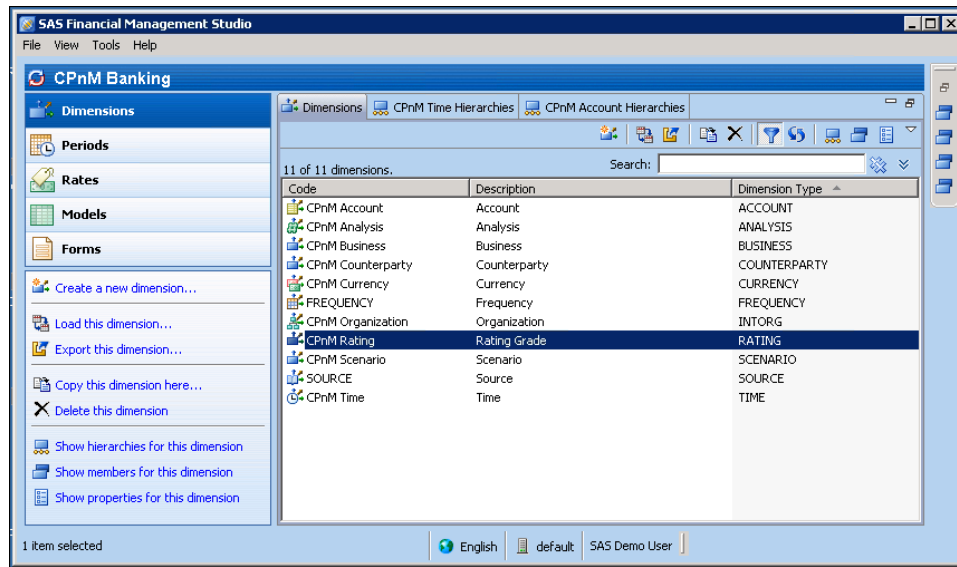 SAS Financial Management Studio
File View Tools Help
CPnM Banking
Dimensions
Periods
Rates
Models
Forms
Create a new dimension...
Load this dimension...
Export this dimension...
Copy this dimension here...
Delete this dimension
Show hierarchies for this dimension
Show members for this dimension
Show properties for this dimension
Dimensions CPnM Time Hierarchies CPnM Account Hierarchies
11 of 11 dimensions. Search:
Code Description Dimension Type
CPnM Account Account ACCOUNT
CPnM Analysis Analysis ANALYSIS
CPnM Business Business BUSINESS
CPnM Counterparty Counterparty COUNTERPARTY
CPnM Currency Currency CURRENCY
FREQUENCY Frequency FREQUENCY
CPnM Organization Organization INTORG
CPnM Rating Rating Grade RATING
CPnM Scenario Scenario SCENARIO
SOURCE Source SOURCE
CPnM Time Time TIME
1 item selected English default SAS Demo User